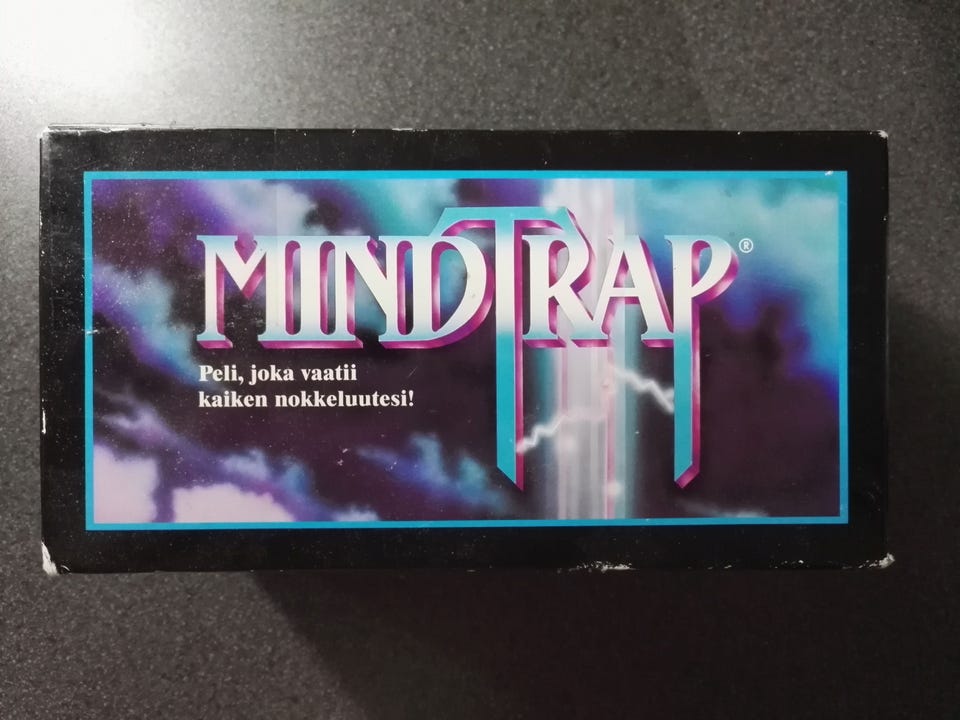 MINDTRAP®
Peli, joka vaatii
kaiken nokkeluutesi!